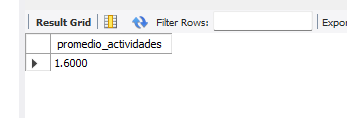 Result Grid Filter Rows: Expor
promedio_actividades
1.6000